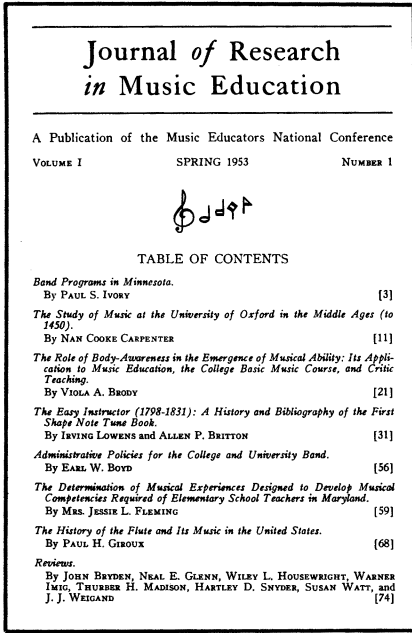 Journal of Research
in Music Education
A Publication of the Music Educators National Conference
VOLUME I SPRING 1953 NUMBER 1
TABLE OF CONTENTS
Band Programs in Minnesota.
By PAUL S. IVORY [3]
The Study of Music at the University of Oxford in the Middle Ages (to
1450).
By NAN COOKE CARPENTER [11]
The Role of Body-Awareness in the Emergence of Musical Ability: Its Appli-
cation to Music Education, the College Basic Music Course, and Critic
Teaching.
By VIOLA A. BRODY [21]
The Easy Instructor (1798-1831): A History and Bibliography of the First
Shape Note Tune Book.
By IRVING LOWENS and ALLEN P. BRITTON [31]
Administrative Policies for the College and University Band.
By EARL W. BOYD [56]
The Determination of Musical Experiences Designed to Develop Musical
Competencies Required of Elementary School Teachers in Maryland.
By MRS. JESSIE L. FLEMING [59]
The History of the Flute and Its Music in the United States.
By PAUL H. GIROUX [68]
Reviews.
By JOHN BRYDEN, NEAL E. GLENN, WILEY L. HOUSEWRIGHT, WARNER
IMIG, THURBER H. MADISON, HARTLEY D. SNYDER, SUSAN WATT, and
J. J. WEIGAND [74]